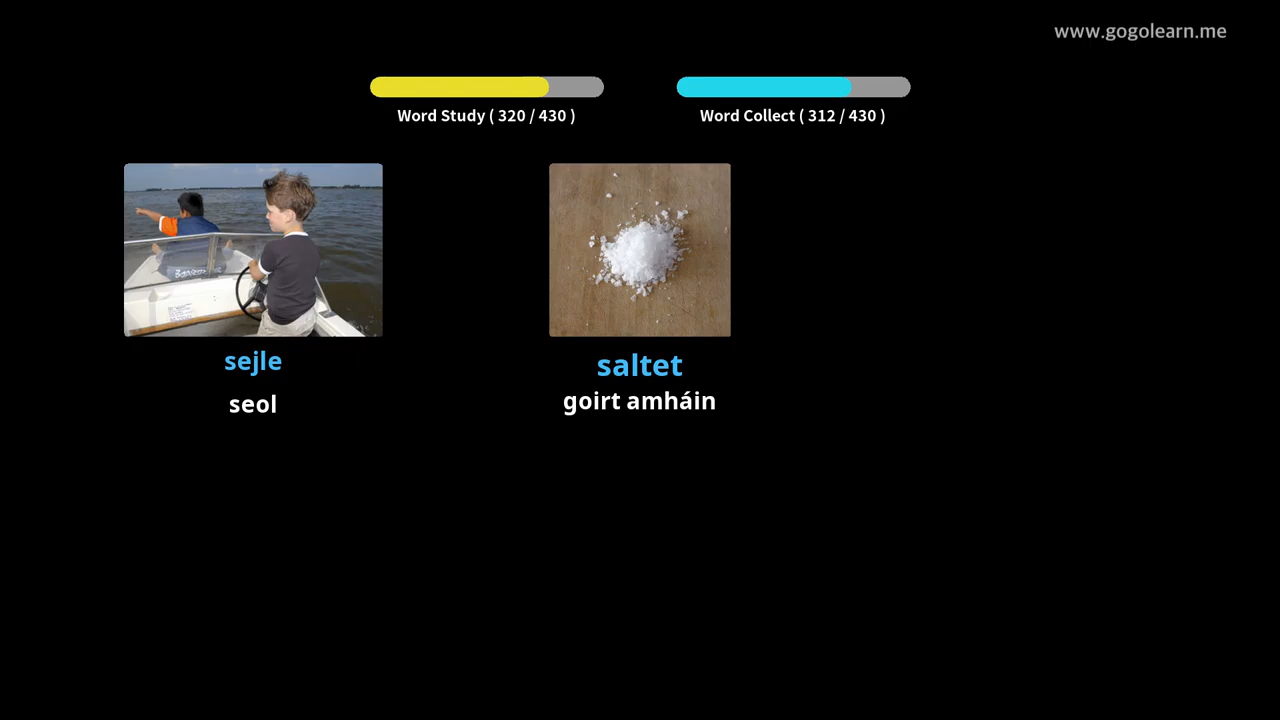 www.gogolearn.me
Word Study ( 320 / 430 )
Word Collect ( 312 / 430 )
sejle
seol
saltet
goirt amháin